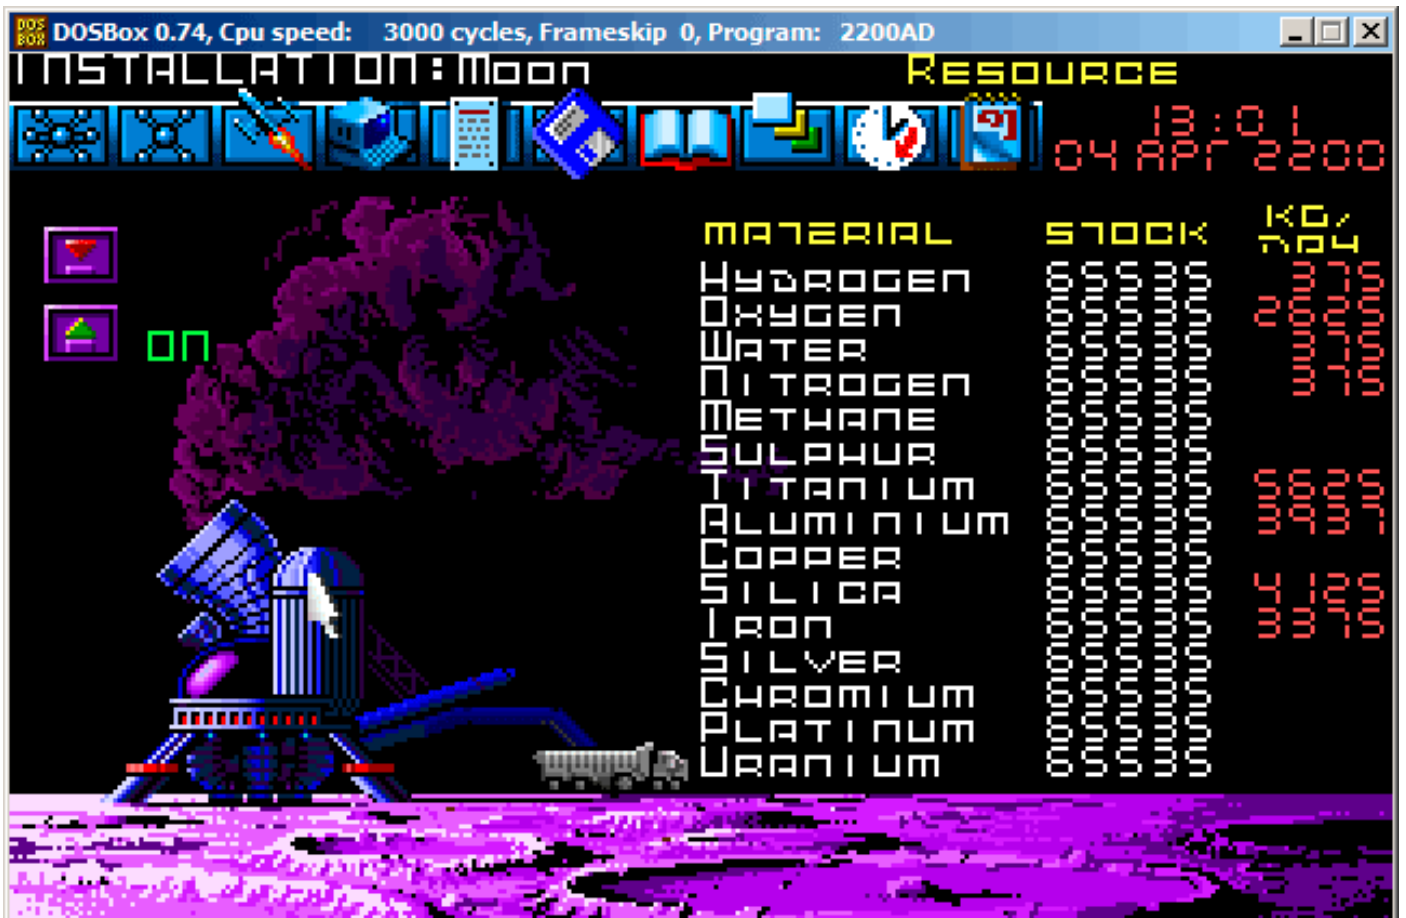 DOS BOX DOSBox 0.74, Cpu speed: 3000 cycles, Frameskip 0, Program: 2200AD
INSTALLATION:Moon RESOURCE
13:01
04 Apr 2200
MATERIAL STOCK KG/DAY
HYDROGEN 65535 375
OXYGEN 65535 2625
WATER 65535 375
NITROGEN 65535 375
METHANE 65535
SULPHUR 65535
TITANIUM 65535 5625
ALUMINIUM 65535 3937
COPPER 65535
SILICA 65535 4125
IRON 65535 3375
SILVER 65535
CHROMIUM 65535
PLATINUM 65535
URANIUM 65535
ON